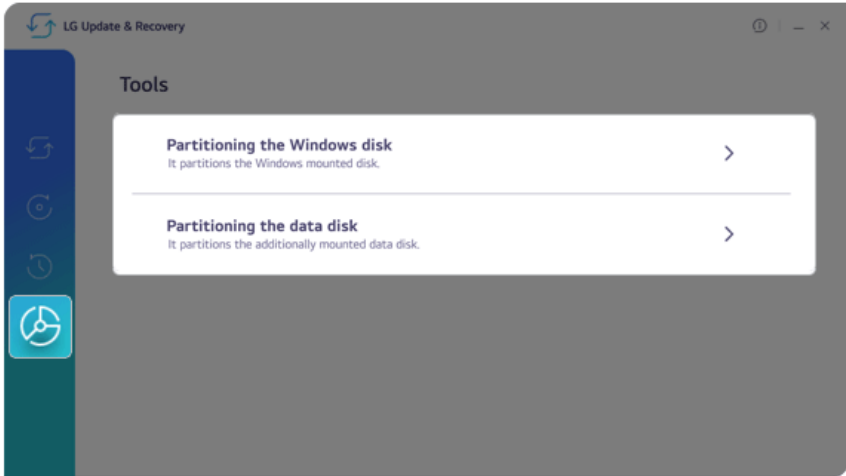 LG Update & Recovery
Tools
Partitioning the Windows disk
It partitions the Windows mounted disk.
Partitioning the data disk
It partitions the additionally mounted data disk.